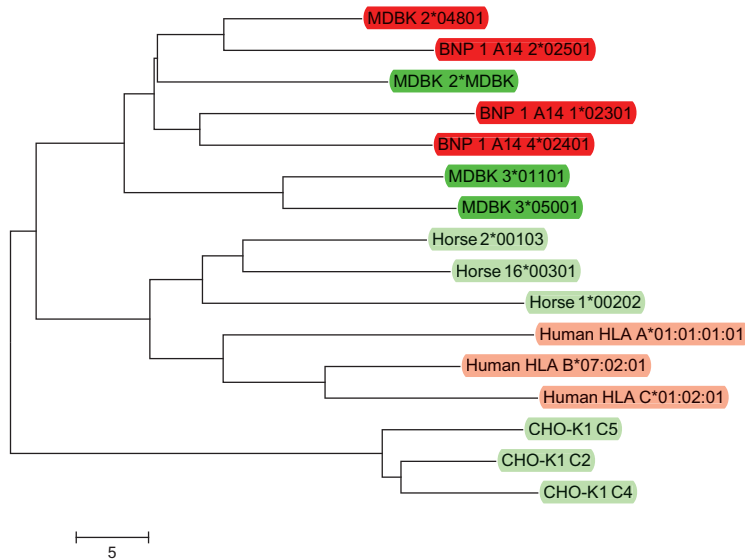 MDBK 2*04801
BNP 1 A14 2*02501
MDBK 2*MDBK
BNP 1 A14 1*02301
BNP 1 A14 4*02401
MDBK 3*01101
MDBK 3*05001
Horse 2*00103
Horse 16*00301
Horse 1*00202
Human HLA A*01:01:01:01
Human HLA B*07:02:01
Human HLA C*01:02:01
CHO-K1 C5
CHO-K1 C2
CHO-K1 C4
5